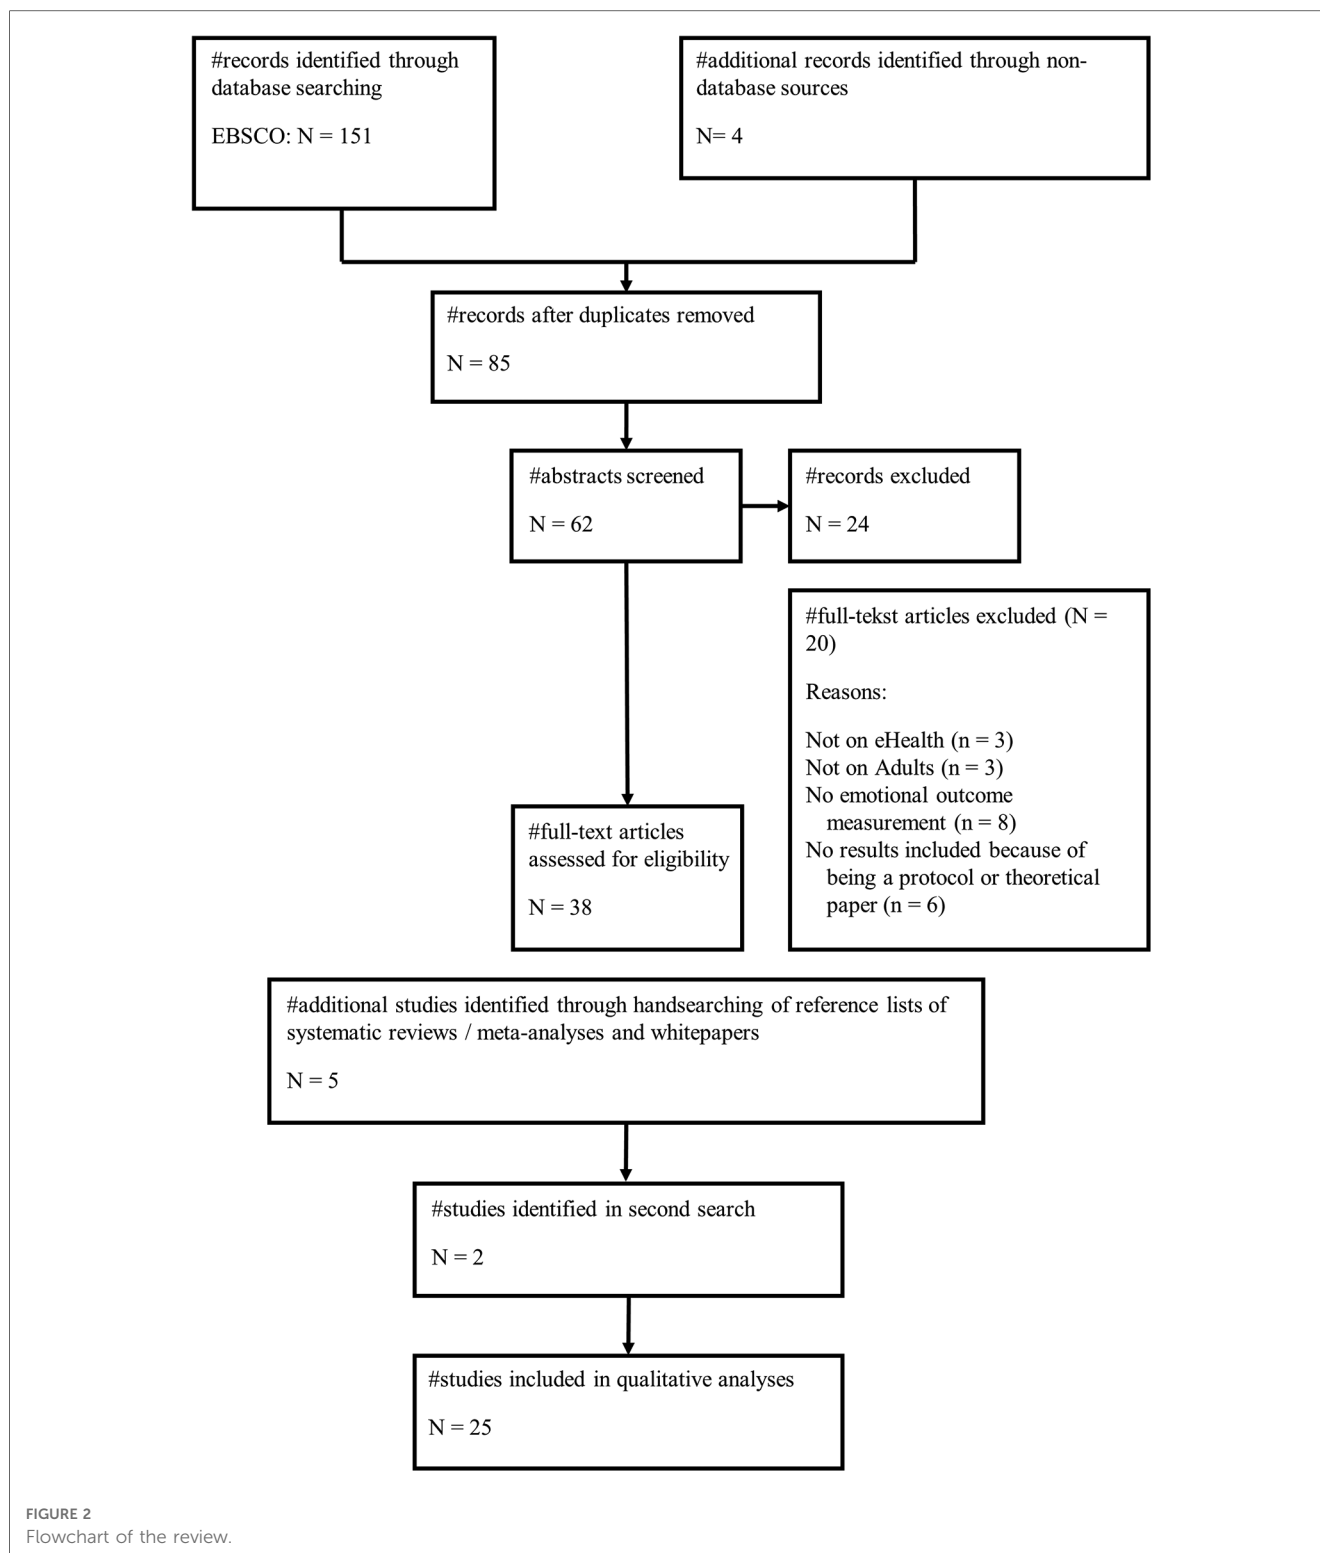 #records identified through
database searching
EBSCO: N = 151
#additional records identified through non-
database sources
N= 4
#records after duplicates removed
N = 85
#abstracts screened
N = 62
#records excluded
N = 24
#full-tekst articles excluded (N =
20)
Reasons:
Not on eHealth (n = 3)
Not on Adults (n = 3)
No emotional outcome
measurement (n = 8)
No results included because of
being a protocol or theoretical
paper (n = 6)
#full-text articles
assessed for eligibility
N = 38
#additional studies identified through handsearching of reference lists of
systematic reviews / meta-analyses and whitepapers
N = 5
#studies identified in second search
N = 2
#studies included in qualitative analyses
N = 25
FIGURE 2
Flowchart of the review.